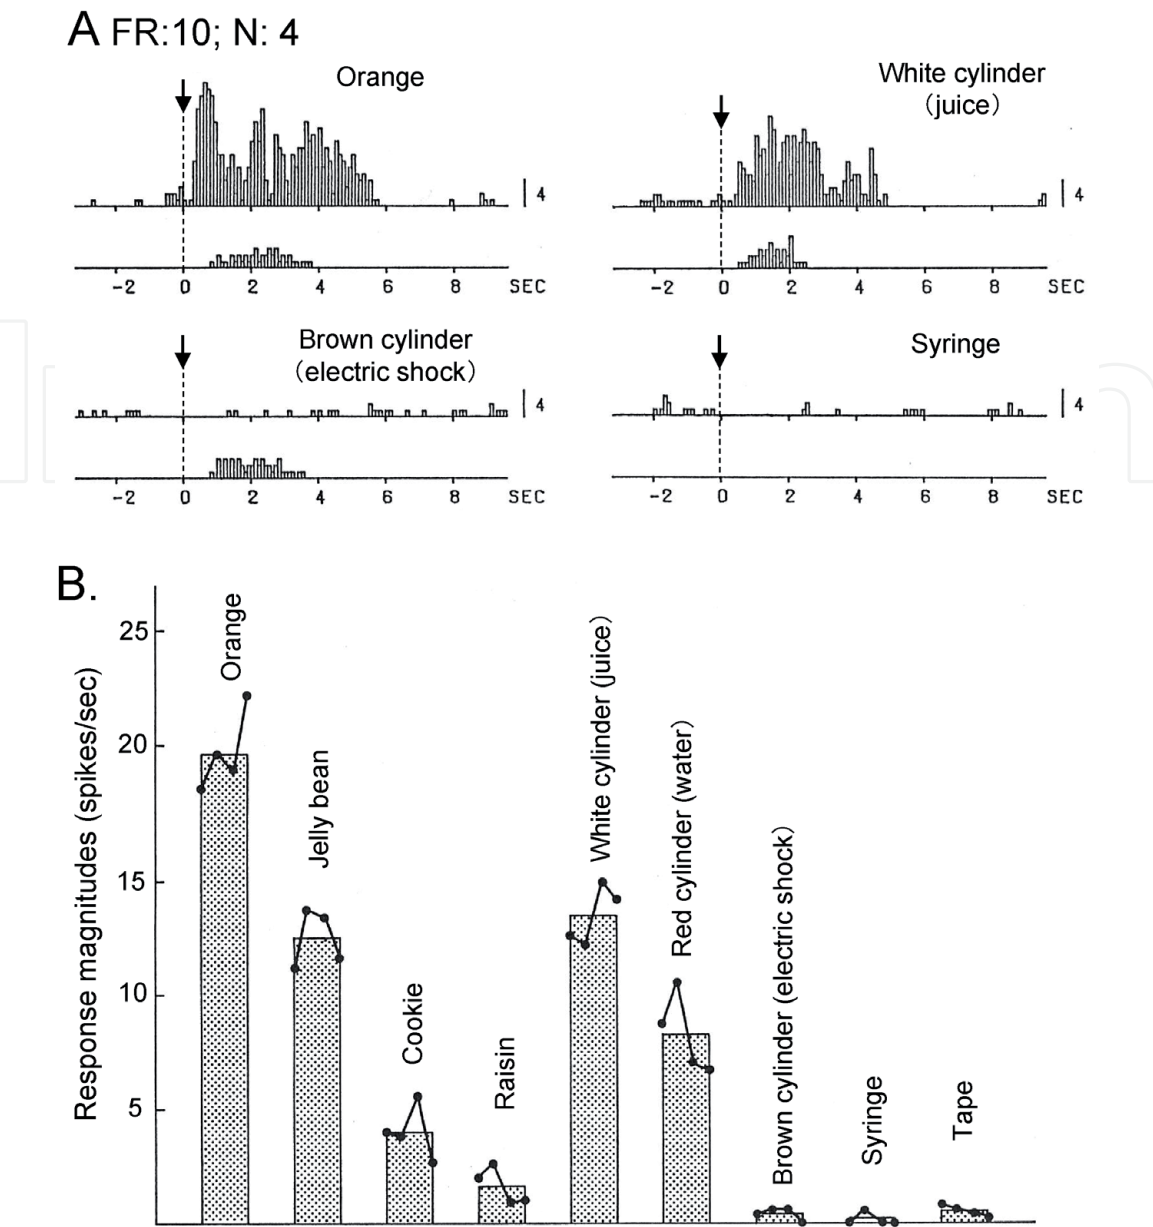 A FR:10; N: 4
Orange
4
-2 0 2 4 6 8 SEC
White cylinder
(juice)
4
-2 0 2 4 6 8 SEC
Brown cylinder
(electric shock)
4
-2 0 2 4 6 8 SEC
Syringe
4
-2 0 2 4 6 8 SEC
B.
Response magnitudes (spikes/sec)
25
20
15
10
5
Orange
Jelly bean
Cookie
Raisin
White cylinder (juice)
Red cylinder (water)
Brown cylinder (electric shock)
Syringe
Tape